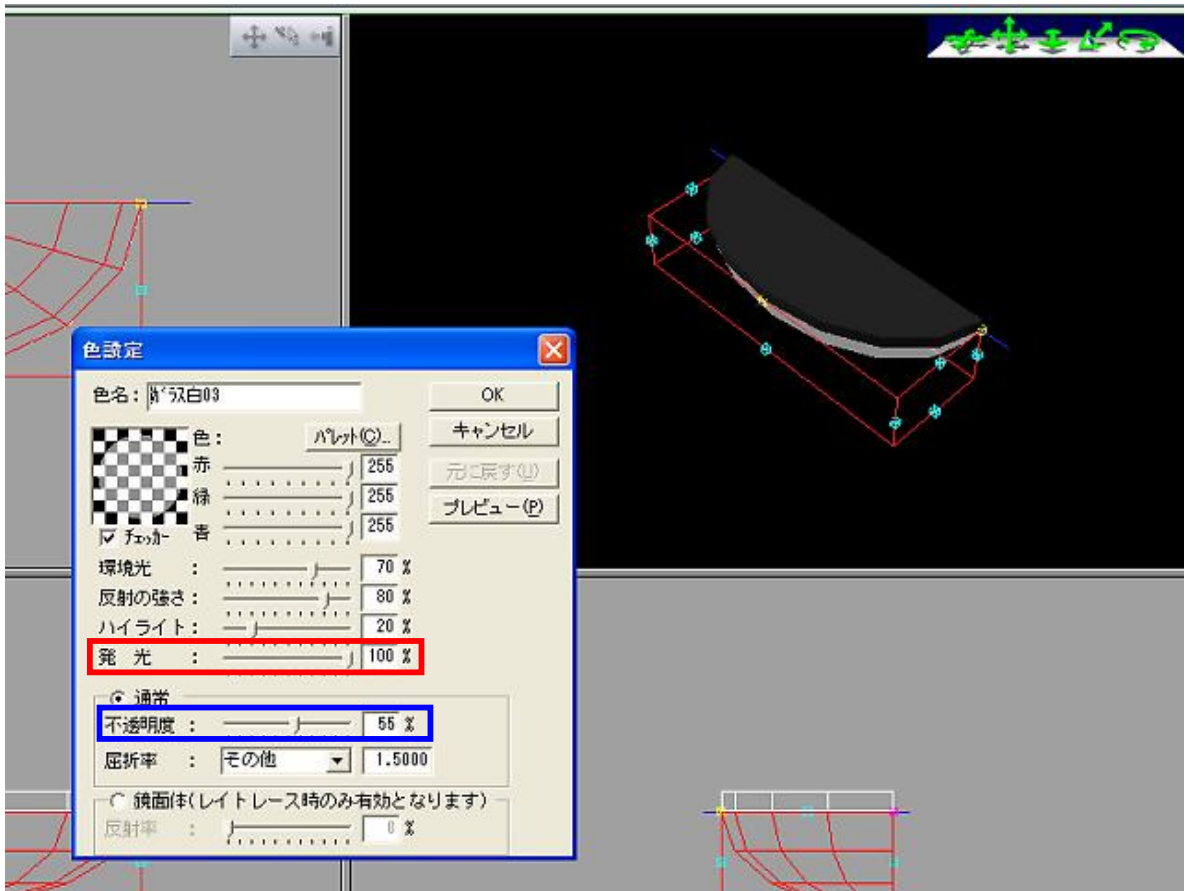 色設定
色名： ｶﾞﾗｽ白03
OK
色：
ﾊﾟﾚｯﾄ(C)...
キャンセル
赤 255
元に戻す(U)
緑 255
プレビュー(P)
青 255
ﾁｪｯｶｰ
環境光 ： 70 %
反射の強さ： 80 %
ハイライト： 20 %
発 光 ： 100 %
通常
不透明度 ： 55 %
屈折率 ： その他 1.5000
鏡面体(レイトレース時のみ有効となります)
反射率 ： 0 %